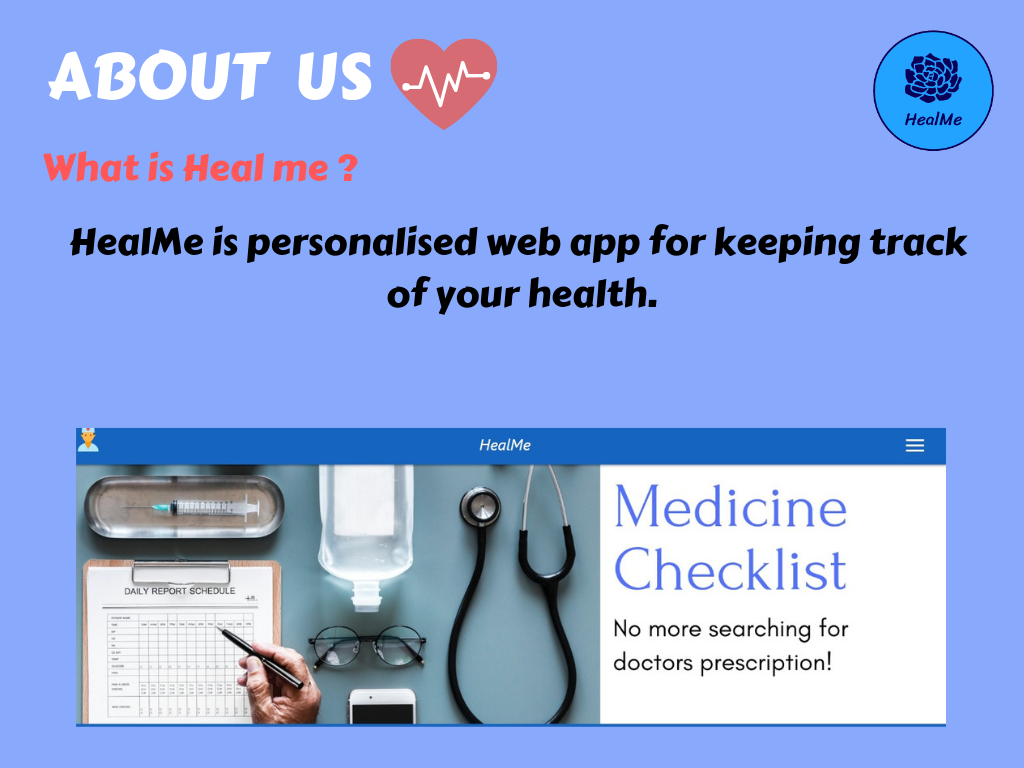 ABOUT US
HealMe
What is Heal me ?
HealMe is personalised web app for keeping track
of your health.
HealMe
Medicine
Checklist
No more searching for
doctors prescription!
DAILY REPORT SCHEDULE